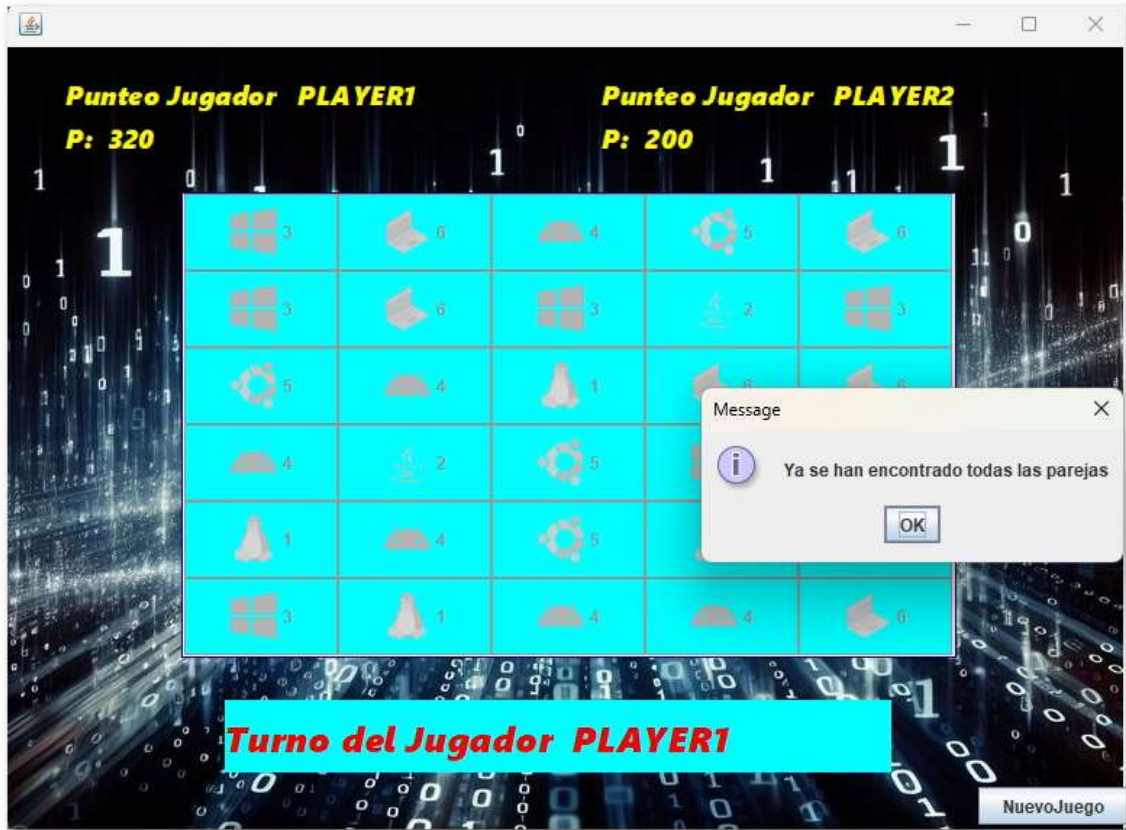 Punteo Jugador PLAYER1
Punteo Jugador PLAYER2
P: 320
P: 200
3 6 4 5 6
3 6 3 2 3
5 4 1 6 6
Message
4 2 5
Ya se han encontrado todas las parejas
OK
1 4 5
3 1 4 4 6
Turno del Jugador PLAYER1
NuevoJuego